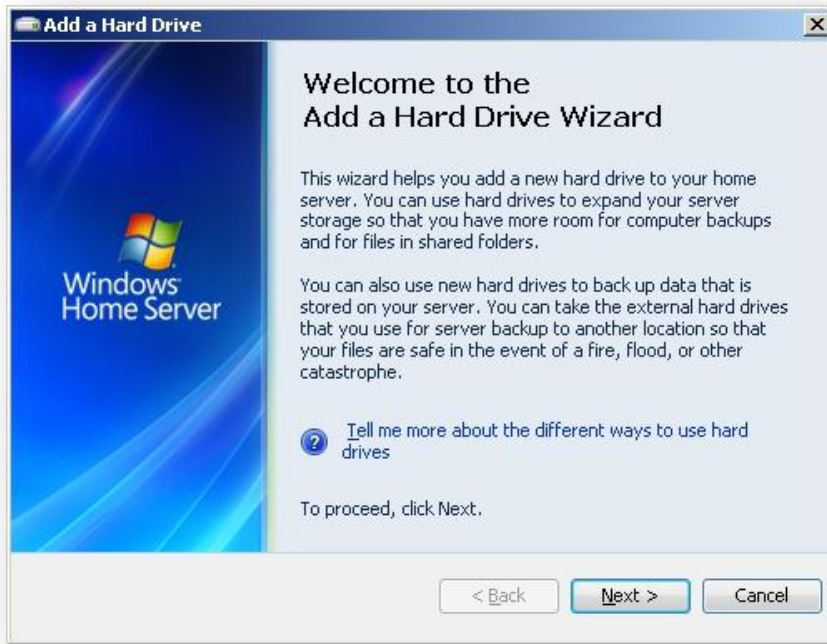 Add a Hard Drive
Welcome to the
Add a Hard Drive Wizard
This wizard helps you add a new hard drive to your home
server. You can use hard drives to expand your server
storage so that you have more room for computer backups
and for files in shared folders.
Windows
Home Server
You can also use new hard drives to back up data that is
stored on your server. You can take the external hard drives
that you use for server backup to another location so that
your files are safe in the event of a fire, flood, or other
catastrophe.
? Tell me more about the different ways to use hard
drives
To proceed, click Next.
< Back
Next >
Cancel